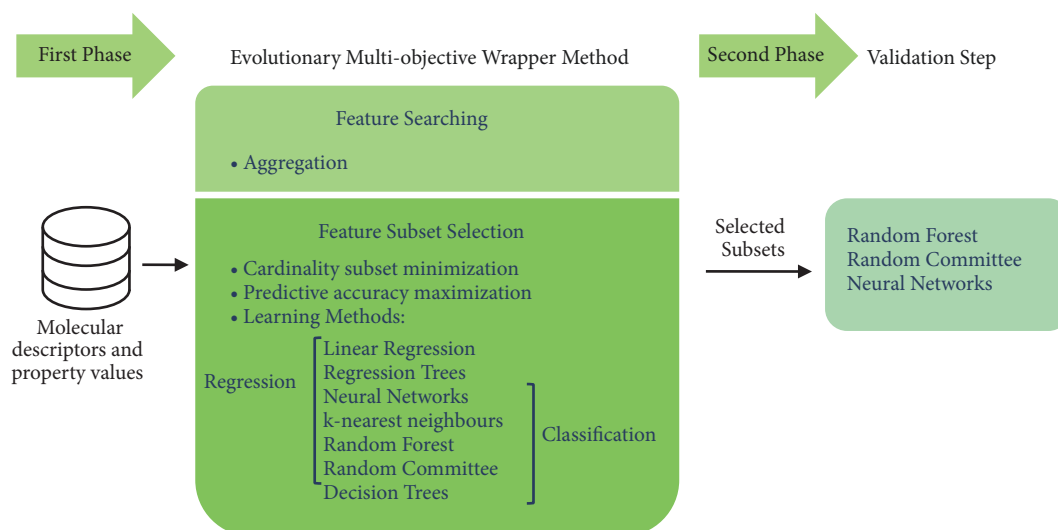 First Phase
Evolutionary Multi-objective Wrapper Method
Second Phase
Validation Step
Feature Searching
• Aggregation
Molecular
descriptors and
property values
Feature Subset Selection
• Cardinality subset minimization
• Predictive accuracy maximization
• Learning Methods:
Regression
Linear Regression
Regression Trees
Neural Networks
k-nearest neighbours
Random Forest
Random Committee
Decision Trees
Classification
Selected
Subsets
Random Forest
Random Committee
Neural Networks